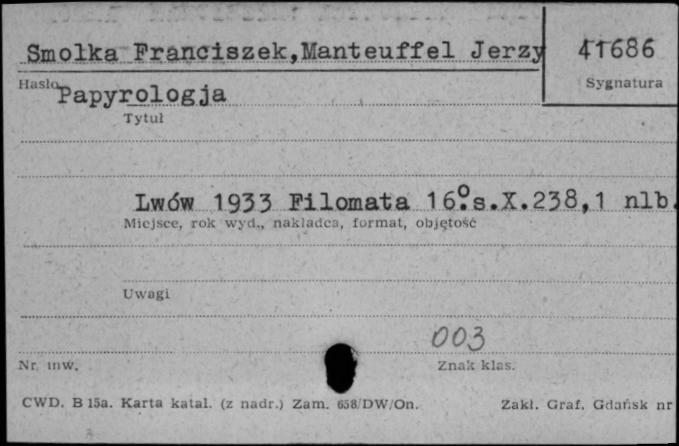 Smolka Franciszek,Manteuffel Jerzy
41686
Hasło
Sygnatura
Papyrologja
Tytuł
Lwów 1933 Filomata 16º.s.X.238,1 nlb.
Miejsce, rok wyd., nakładca, format, objętość
Uwagi
003
Nr. inw.
Znak klas.
CWD. B 15a. Karta katal. (z nadr.) Zam. 658/DW/On.
Zakł. Graf. Gdańsk nr